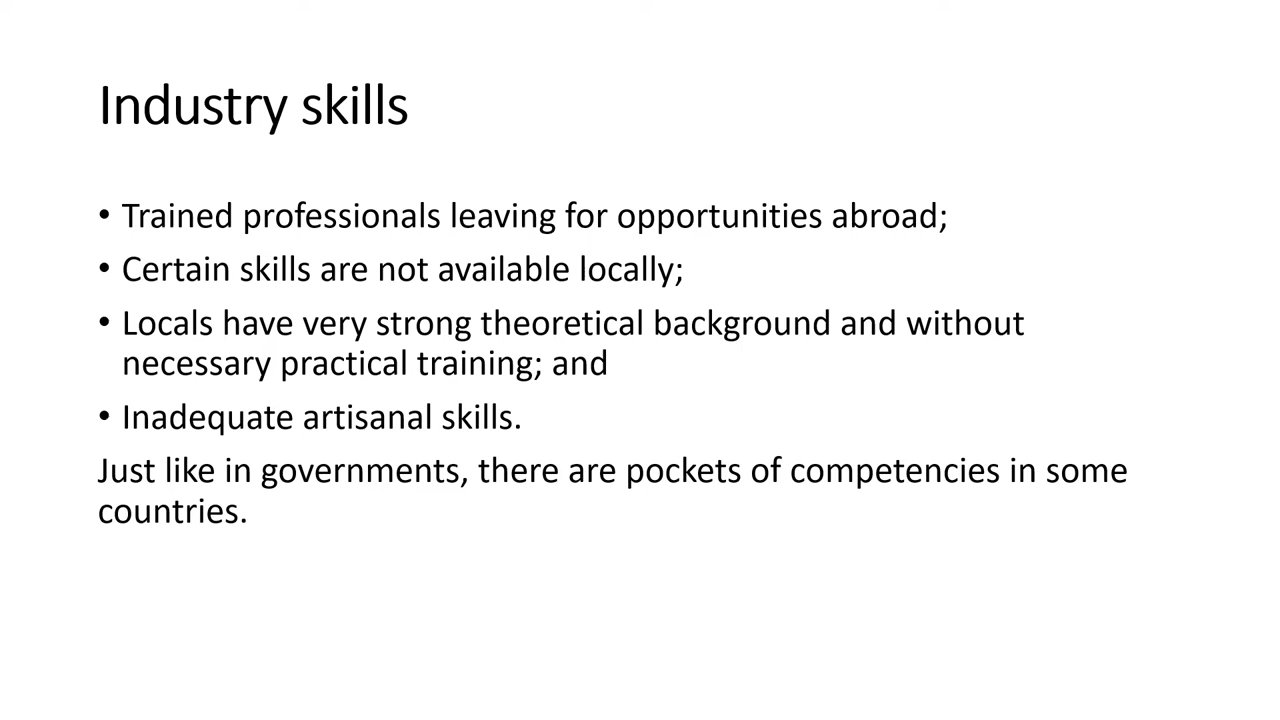 Industry skills
• Trained professionals leaving for opportunities abroad;
• Certain skills are not available locally;
• Locals have very strong theoretical background and without
necessary practical training; and
• Inadequate artisanal skills.
Just like in governments, there are pockets of competencies in some
countries.